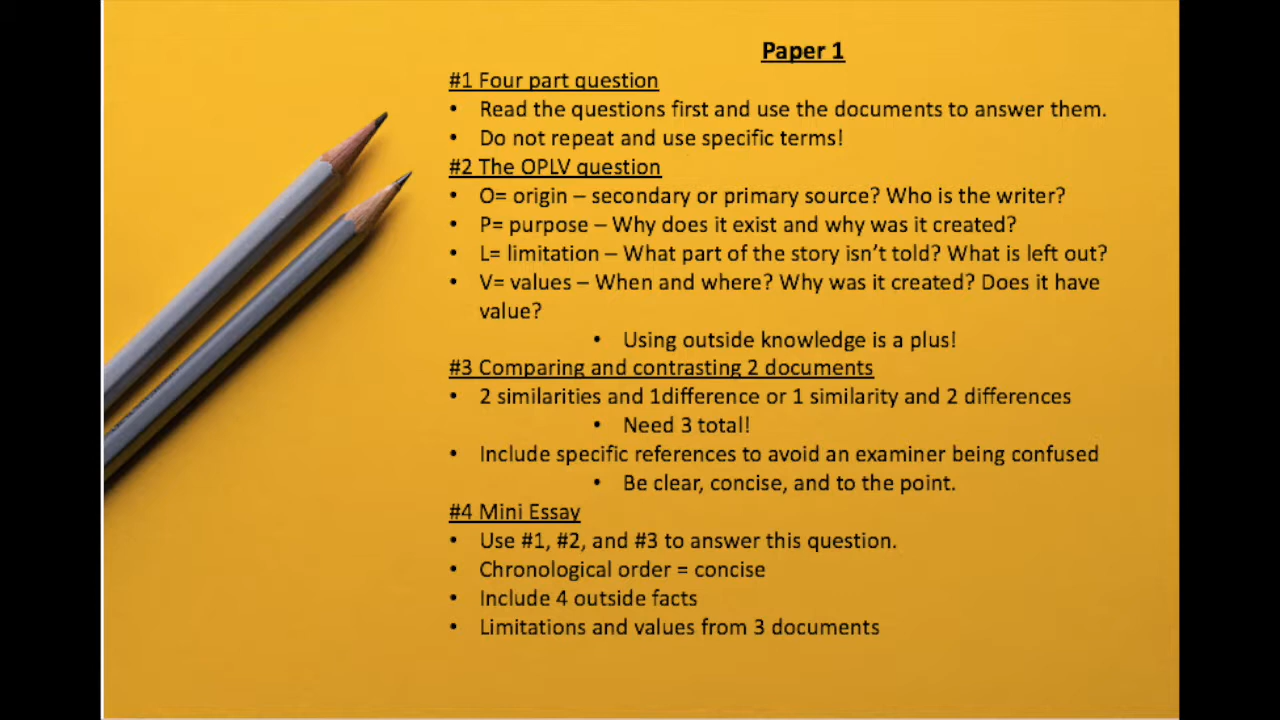 Paper 1
#1 Four part question
• Read the questions first and use the documents to answer them.
• Do not repeat and use specific terms!
#2 The OPLV question
• O= origin – secondary or primary source? Who is the writer?
• P= purpose – Why does it exist and why was it created?
• L= limitation – What part of the story isn’t told? What is left out?
• V= values – When and where? Why was it created? Does it have
value?
• Using outside knowledge is a plus!
#3 Comparing and contrasting 2 documents
• 2 similarities and 1difference or 1 similarity and 2 differences
• Need 3 total!
• Include specific references to avoid an examiner being confused
• Be clear, concise, and to the point.
#4 Mini Essay
• Use #1, #2, and #3 to answer this question.
• Chronological order = concise
• Include 4 outside facts
• Limitations and values from 3 documents